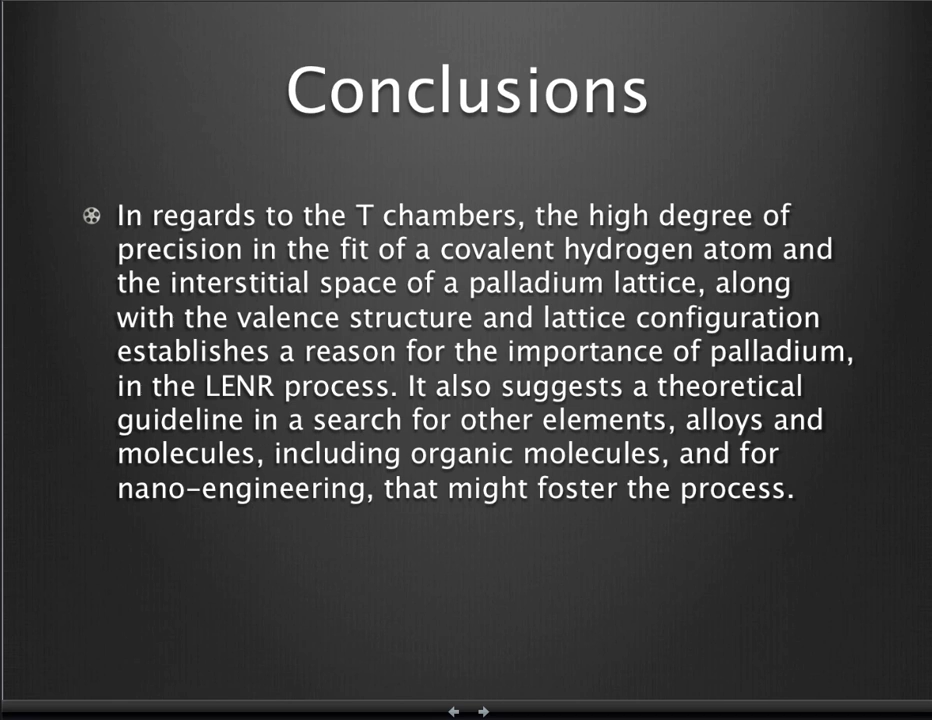 Conclusions
In regards to the T chambers, the high degree of
precision in the fit of a covalent hydrogen atom and
the interstitial space of a palladium lattice, along
with the valence structure and lattice configuration
establishes a reason for the importance of palladium,
in the LENR process. It also suggests a theoretical
guideline in a search for other elements, alloys and
molecules, including organic molecules, and for
nano-engineering, that might foster the process.